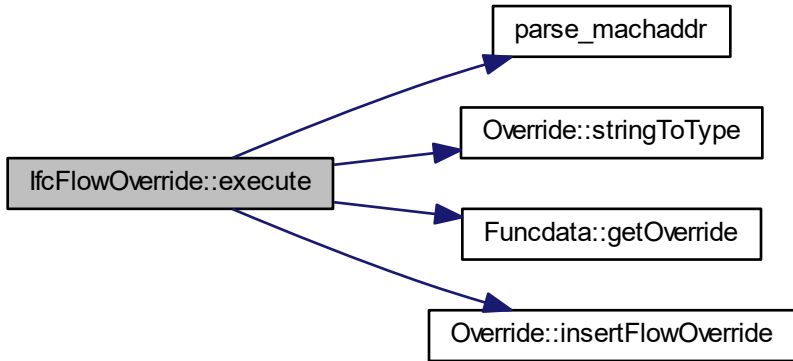 parse_machaddr
Override::stringToType
IfcFlowOverride::execute
Funcdata::getOverride
Override::insertFlowOverride